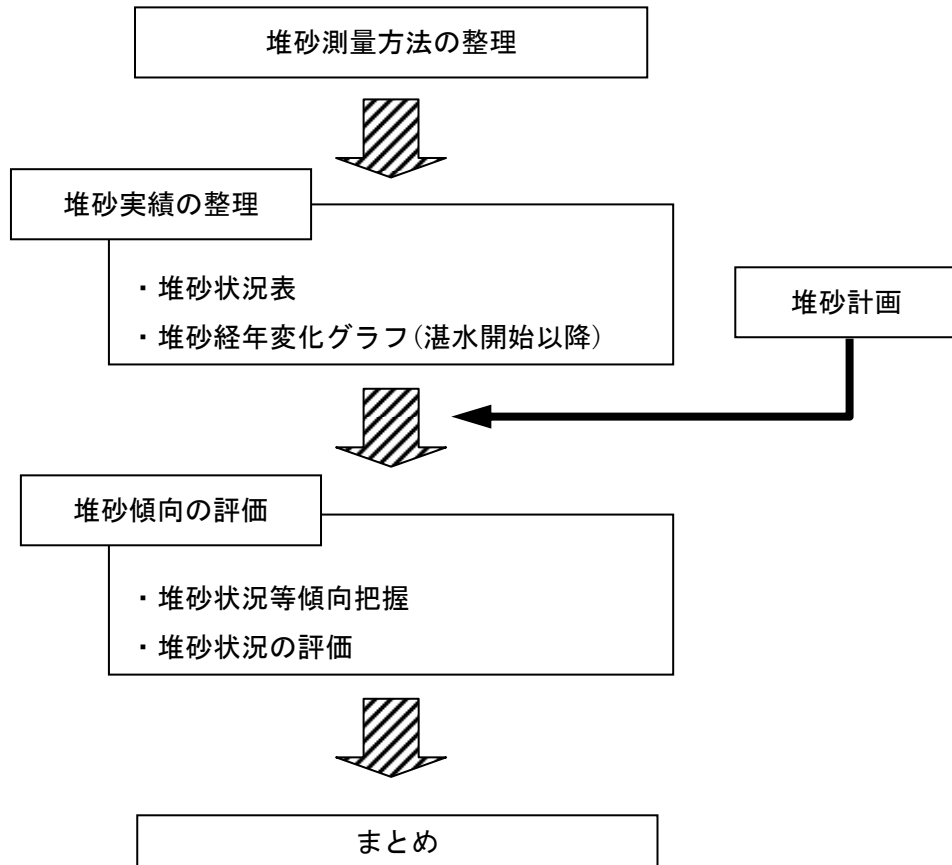 堆砂測量方法の整理
堆砂実績の整理
・堆砂状況表
・堆砂経年変化グラフ(湛水開始以降)
堆砂計画
堆砂傾向の評価
・堆砂状況等傾向把握
・堆砂状況の評価
まとめ